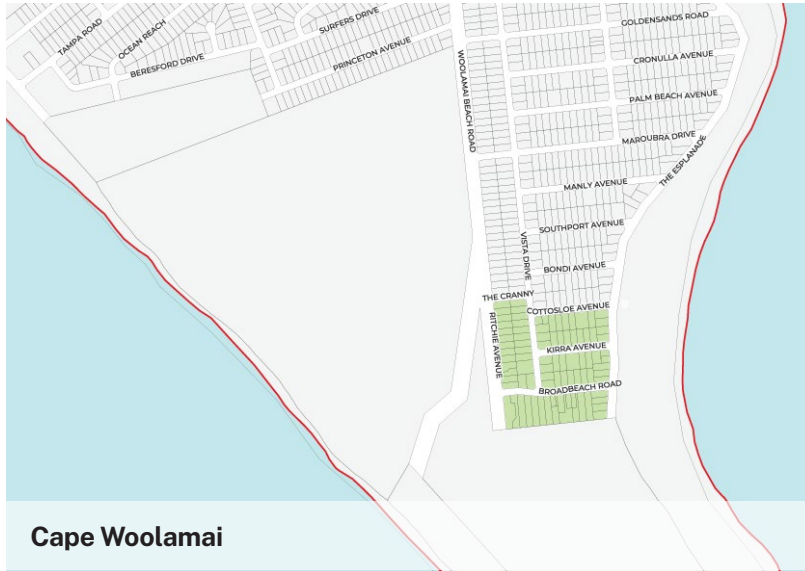 GOLDENSANDS ROAD
SURFERS DRIVE
OCEAN REACH
TAMPA ROAD
CRONULLA AVENUE
BERESFORD DRIVE
PRINCETON AVENUE
WOOLAMAI BEACH ROAD
PALM BEACH AVENUE
MAROUBRA DRIVE
THE ESPLANADE
MANLY AVENUE
SOUTHPORT AVENUE
VISTA DRIVE
BONDI AVENUE
THE CRANNY
COTTOSLOE AVENUE
RITCHIE AVENUE
KIRRA AVENUE
BROADBEACH ROAD
Cape Woolamai